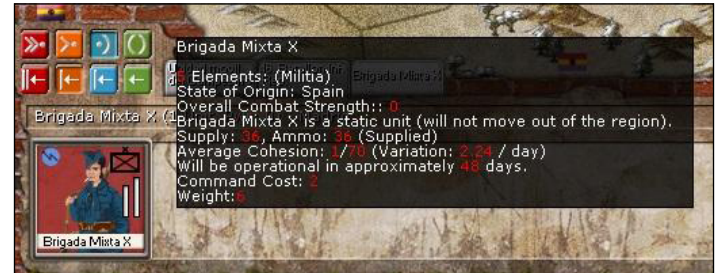 Brigada Mixta X
5 Elements: (Militia)
State of Origin: Spain
Overall Combat Strength:: 0
Brigada Mixta X (1
Brigada Mixta X is a static unit (will not move out of the region).
Supply: 36, Ammo: 36 (Supplied)
Average Cohesion: 1/70 (Variation: 2.24 / day)
Will be operational in approximately 48 days.
Command Cost: 2
Weight:6
Brigada Mixta X
Brigada Mixta X